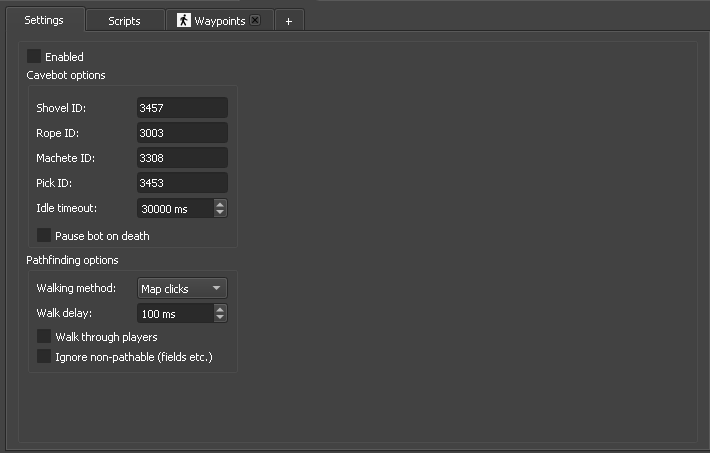 Settings Scripts Waypoints +
Enabled
Cavebot options
Shovel ID: 3457
Rope ID: 3003
Machete ID: 3308
Pick ID: 3453
Idle timeout: 30000 ms
Pause bot on death
Pathfinding options
Walking method: Map clicks
Walk delay: 100 ms
Walk through players
Ignore non-pathable (fields etc.)